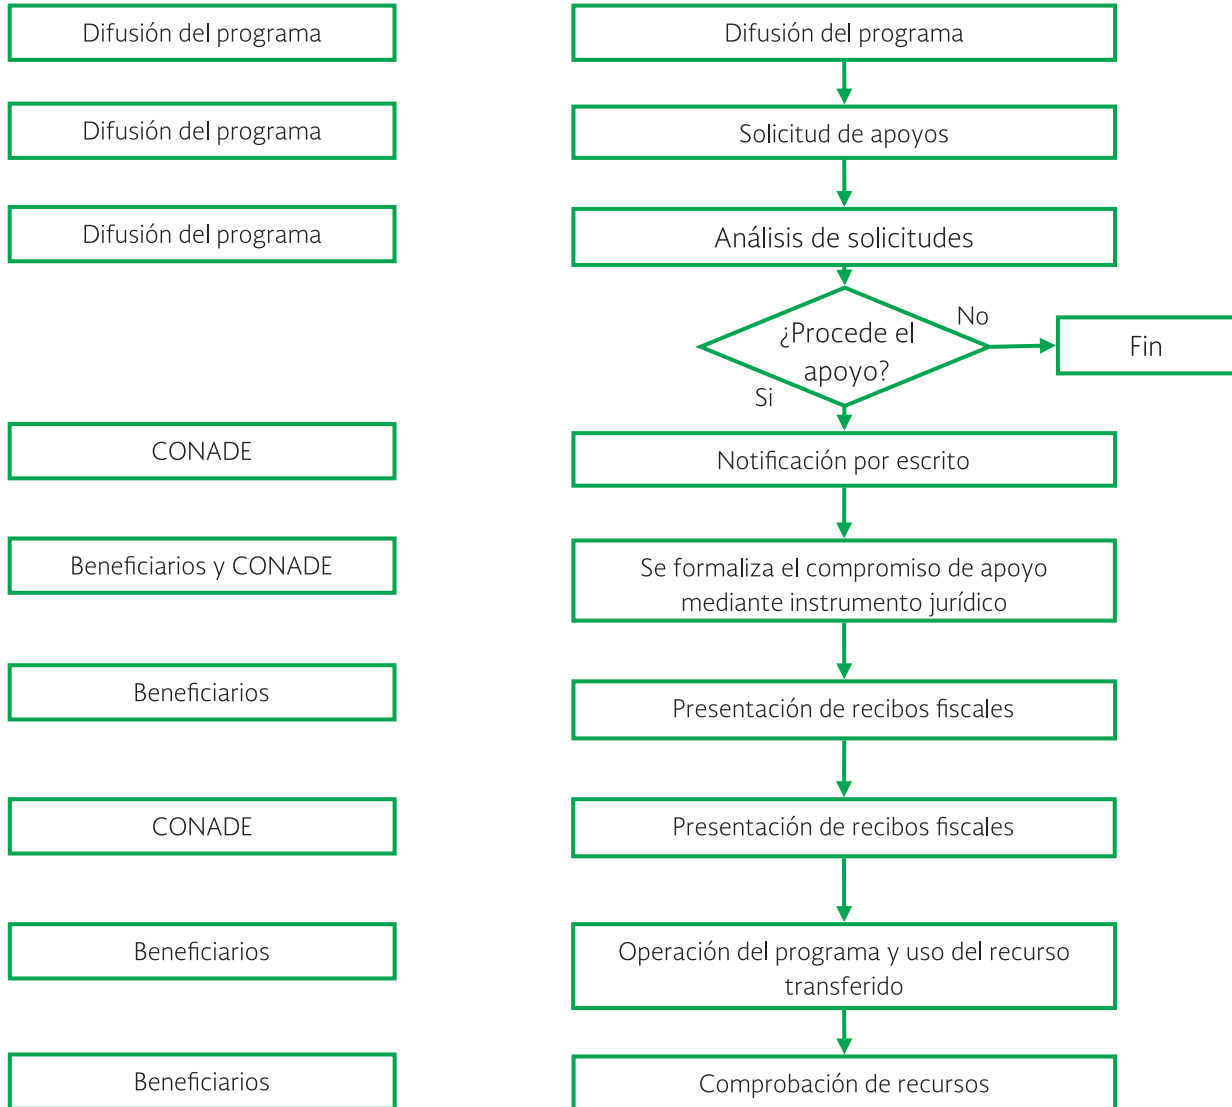 Difusión del programa
Difusión del programa
Difusión del programa
Solicitud de apoyos
Difusión del programa
Análisis de solicitudes
¿Procede el
apoyo?
No
Fin
Si
CONADE
Notificación por escrito
Beneficiarios y CONADE
Se formaliza el compromiso de apoyo
mediante instrumento jurídico
Beneficiarios
Presentación de recibos fiscales
CONADE
Presentación de recibos fiscales
Beneficiarios
Operación del programa y uso del recurso
transferido
Beneficiarios
Comprobación de recursos